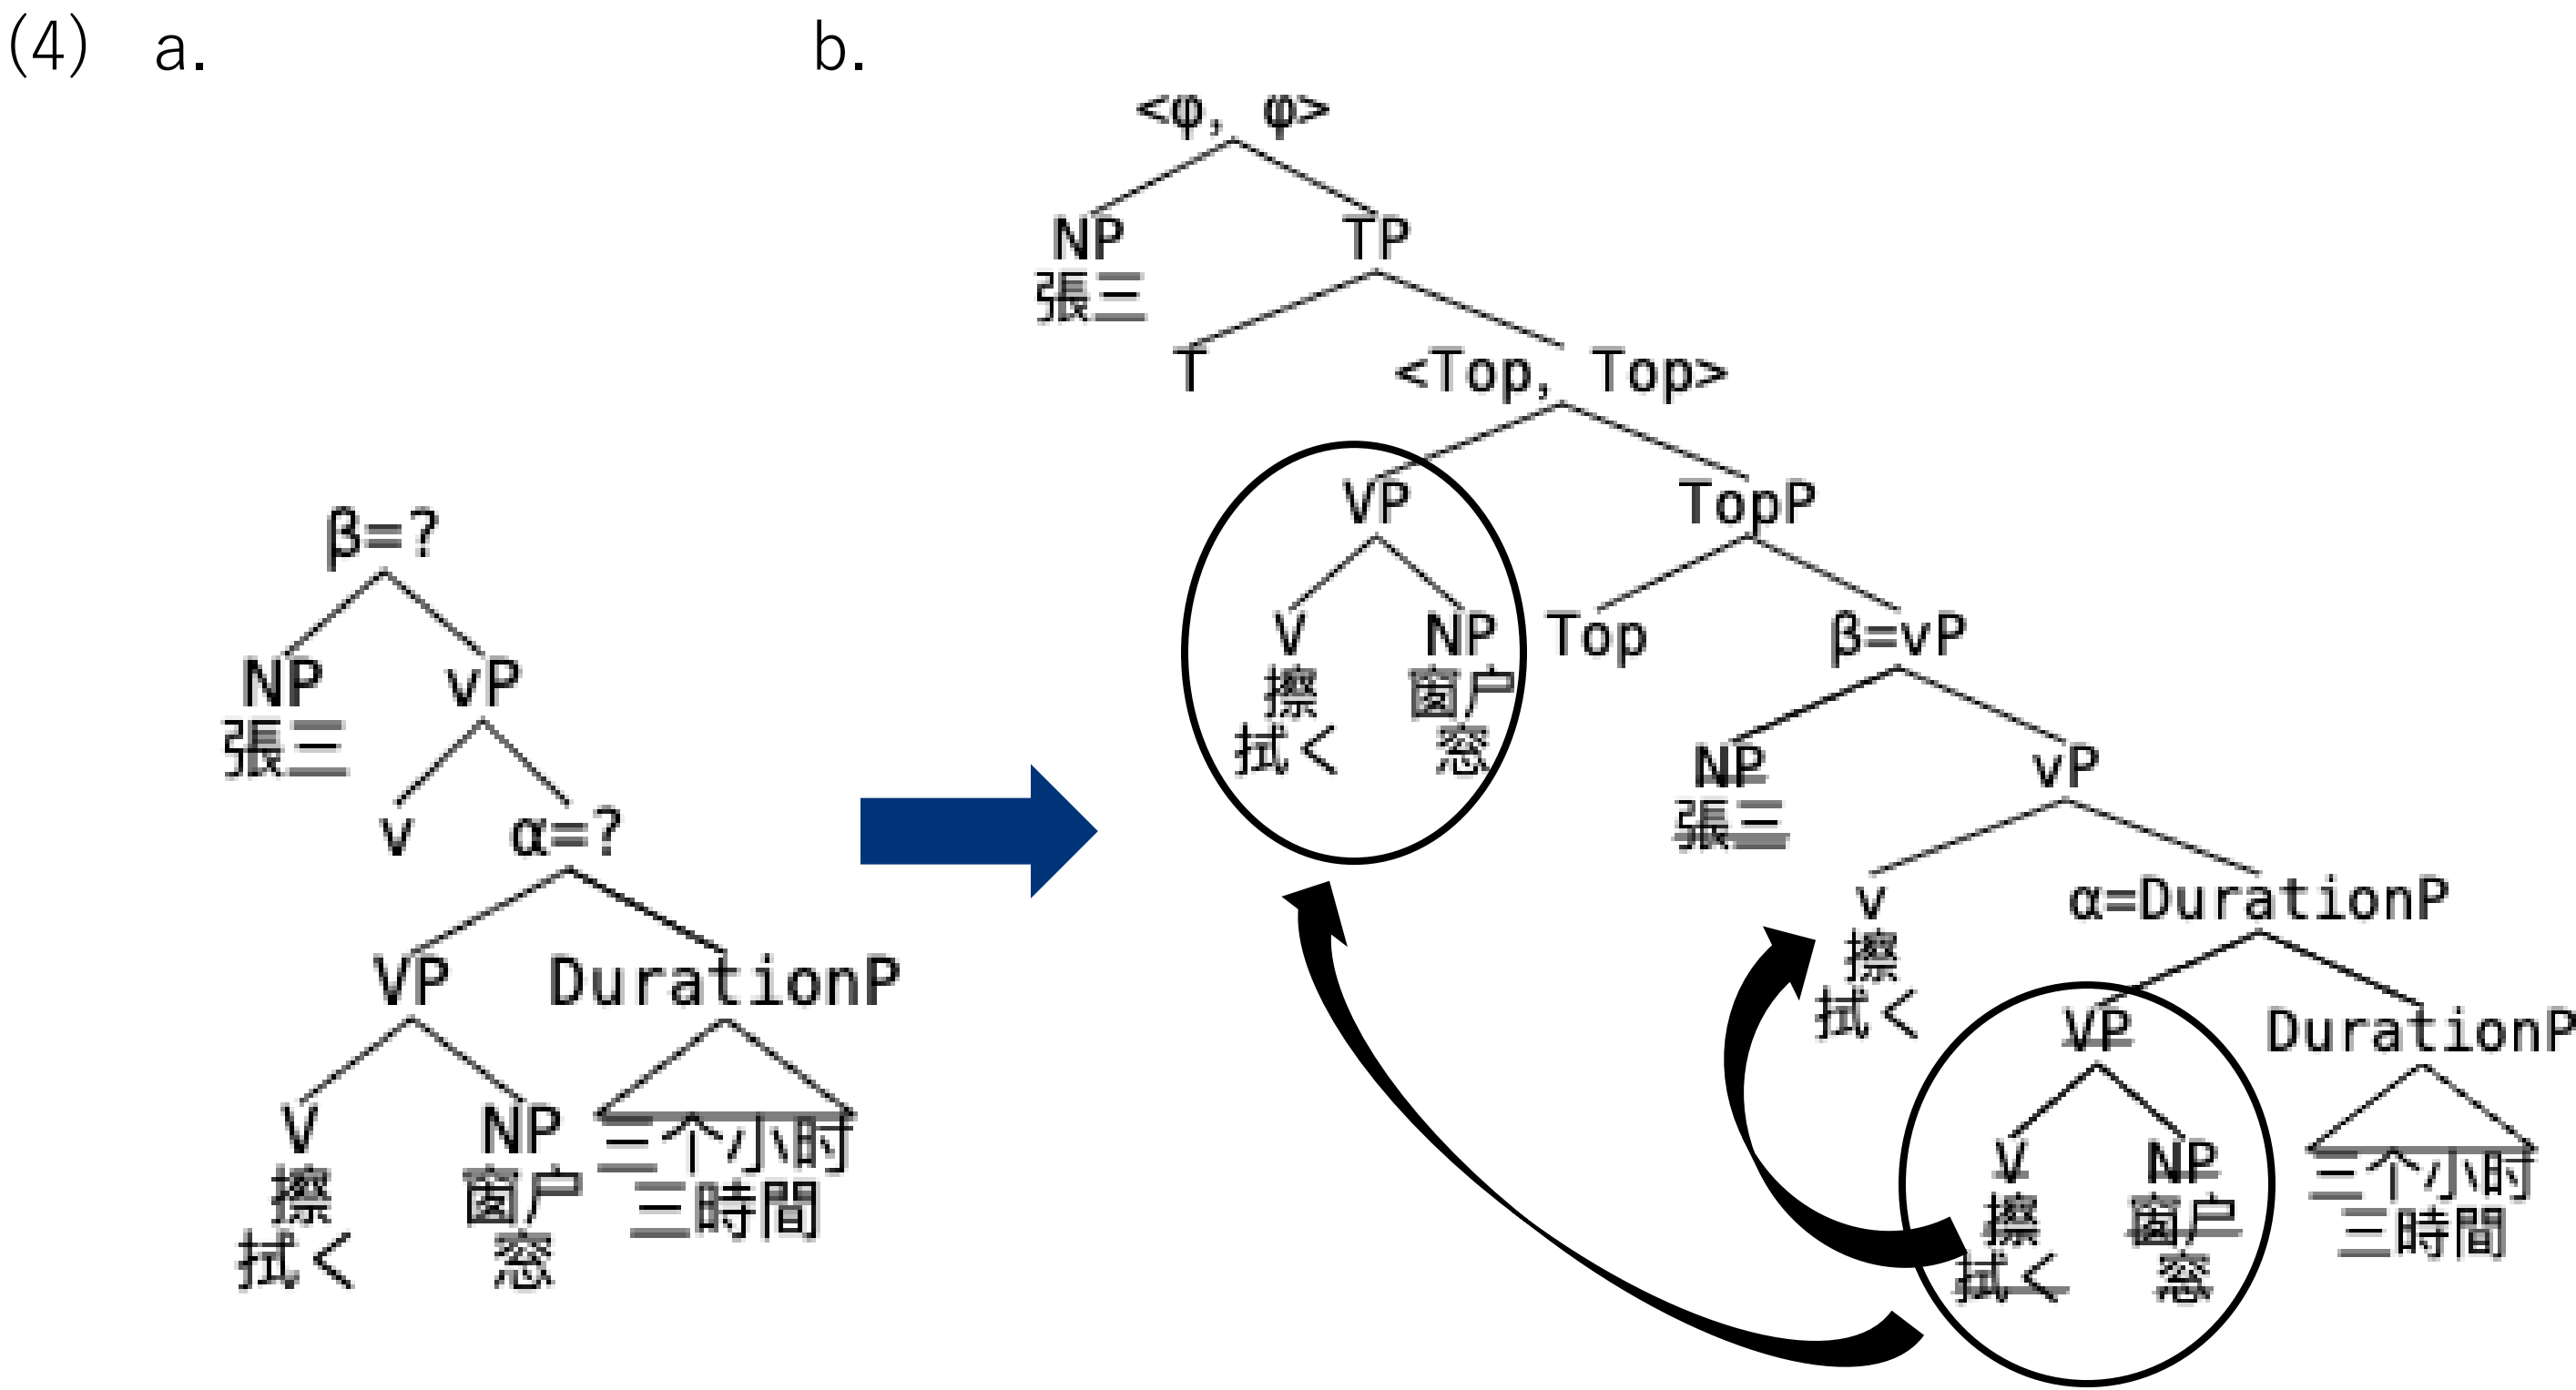 (4) a.
β=?
NP vP
張三
v α=?
VP DurationP
V NP 三个小时
擦 窗户 三時間
拭く 窓
b.
<φ, φ>
NP TP
張三
T <Top, Top>
VP TopP
V NP Top β=vP
擦 窗户
拭く 窓 NP vP
張三
v α=DurationP
擦
拭く VP DurationP
V NP 三个小时
擦 窗户 三時間
拭く 窓